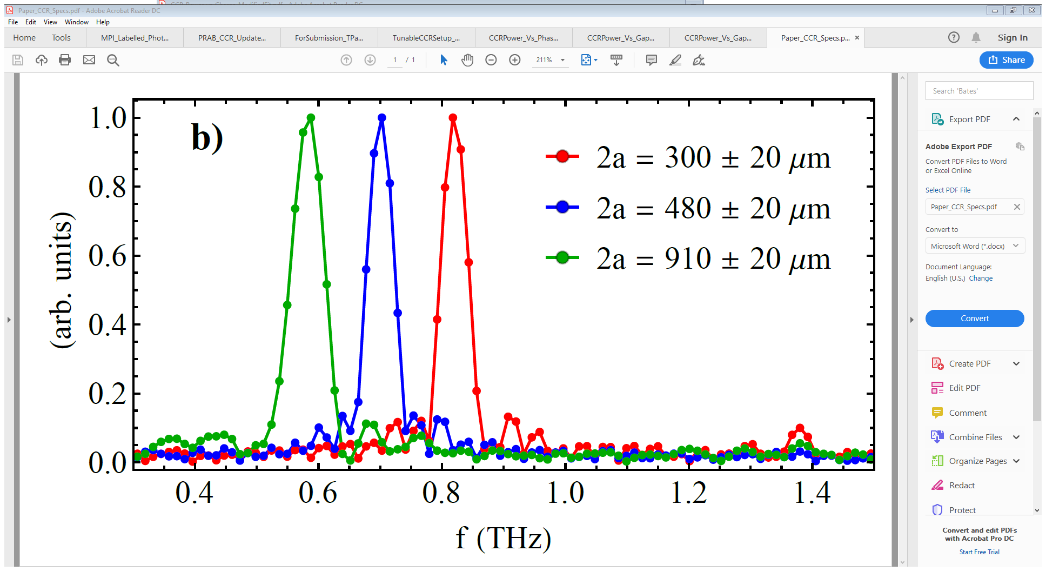 Paper_CCR_Specs.pdf - Adobe Acrobat Reader DC
File Edit View Window Help
Home Tools MPI_Labelled_Phot... PRAB_CCR_Update... ForSubmission_TPa... TunableCCRSetup_... CCRPower_Vs_Phas... CCRPower_Vs_Gap... CCRPower_Vs_Gap... Paper_CCR_Specs.p... × Sign In
1 / 1 211% Share
b)
2a = 300 ± 20 μm
2a = 480 ± 20 μm
2a = 910 ± 20 μm
(arb. units)
1.0
0.8
0.6
0.4
0.2
0.0
0.4 0.6 0.8 1.0 1.2 1.4
f (THz)
Search 'Bates'
Export PDF
Adobe Export PDF
Convert PDF Files to Word
or Excel Online
Select PDF File
Paper_CCR_Specs.pdf ×
Convert to
Microsoft Word (*.docx)
Document Language:
English (U.S.) Change
Convert
Create PDF
Edit PDF
Comment
Combine Files
Organize Pages
Redact
Protect
Convert and edit PDFs
with Acrobat Pro DC
Start Free Trial